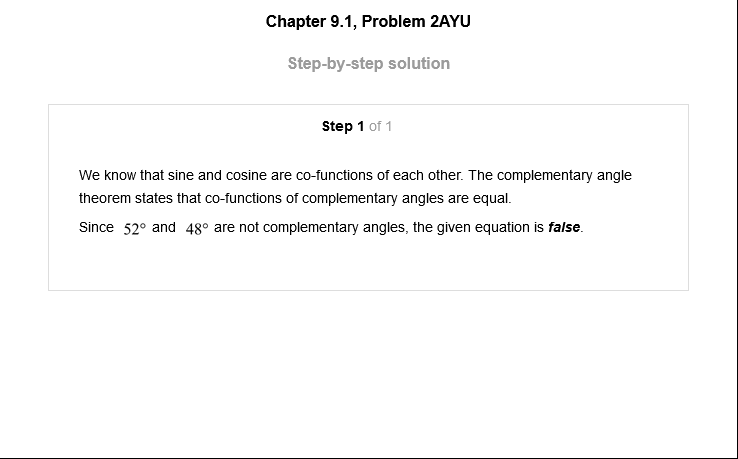 Chapter 9.1, Problem 2AYU
Step-by-step solution
Step 1 of 1
We know that sine and cosine are co-functions of each other. The complementary angle
theorem states that co-functions of complementary angles are equal.
Since 52° and 48° are not complementary angles, the given equation is false.